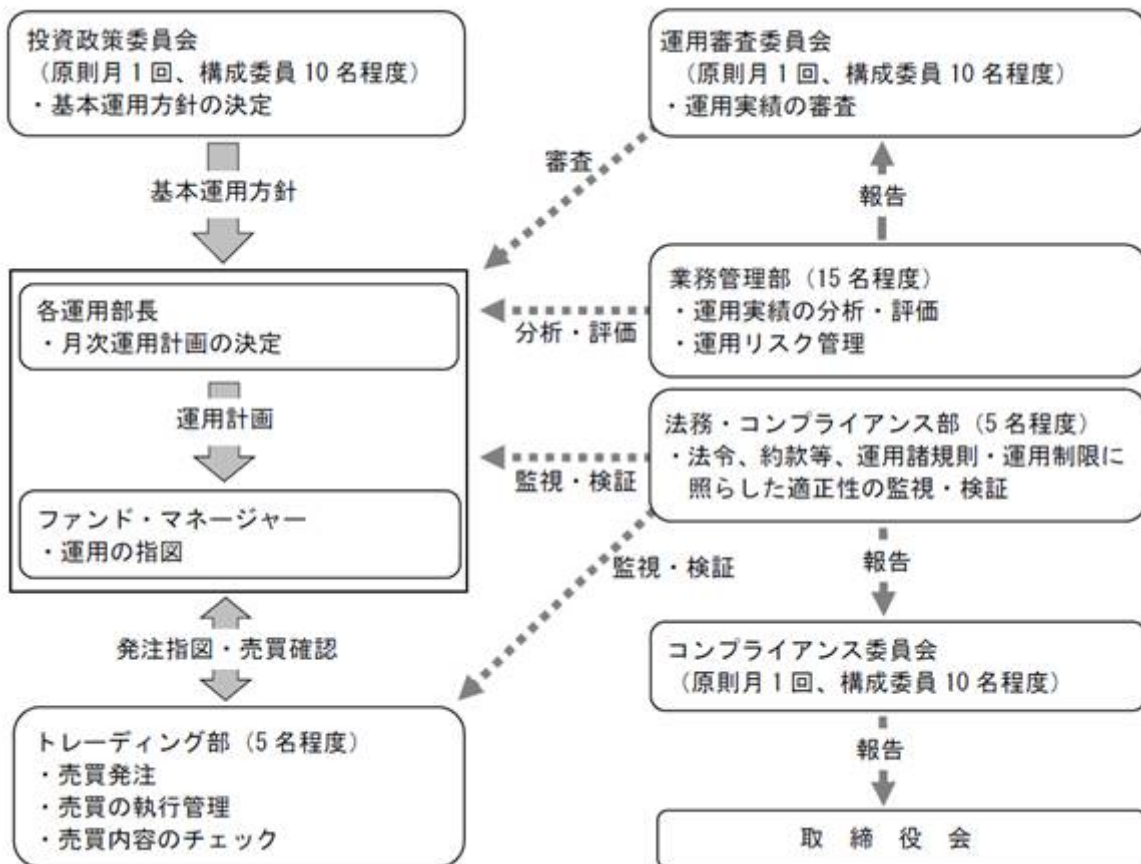 投資政策委員会
（原則月1回、構成委員10名程度）
・基本運用方針の決定
基本運用方針
各運用部長
・月次運用計画の決定
運用計画
ファンド・マネージャー
・運用の指図
発注指図・売買確認
トレーディング部（5名程度）
・売買発注
・売買の執行管理
・売買内容のチェック
運用審査委員会
（原則月1回、構成委員10名程度）
・運用実績の審査
審査
報告
業務管理部（15名程度）
・運用実績の分析・評価
・運用リスク管理
分析・評価
法務・コンプライアンス部（5名程度）
・法令、約款等、運用諸規則・運用制限に
照らした適正性の監視・検証
監視・検証
監視・検証
報告
コンプライアンス委員会
（原則月1回、構成委員10名程度）
報告
取締役会